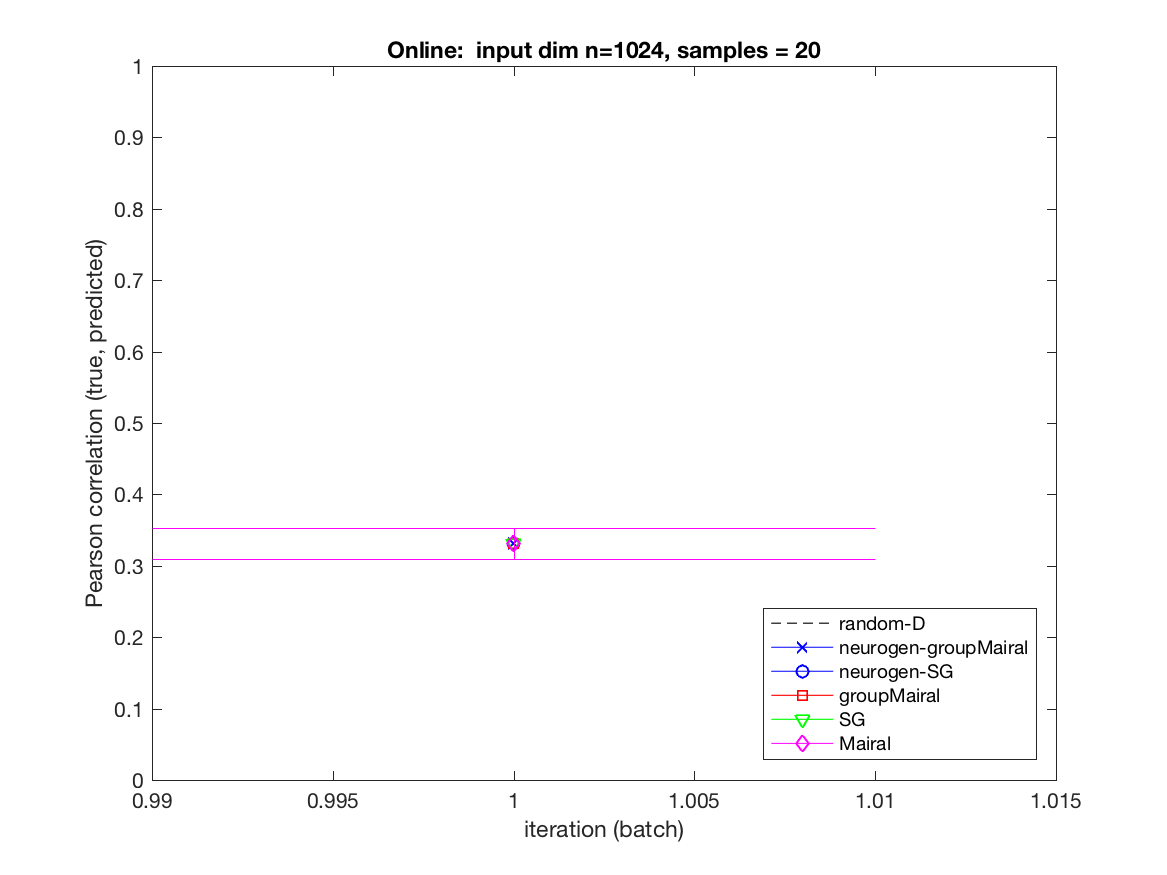 Online:  input dim n=1024, samples = 20
1
0.9
0.8
0.7
0.6
0.5
0.4
0.3
0.2
0.1
0
Pearson correlation (true, predicted)
random-D
neurogen-groupMairal
neurogen-SG
groupMairal
SG
Mairal
0.99 0.995 1 1.005 1.01 1.015
iteration (batch)